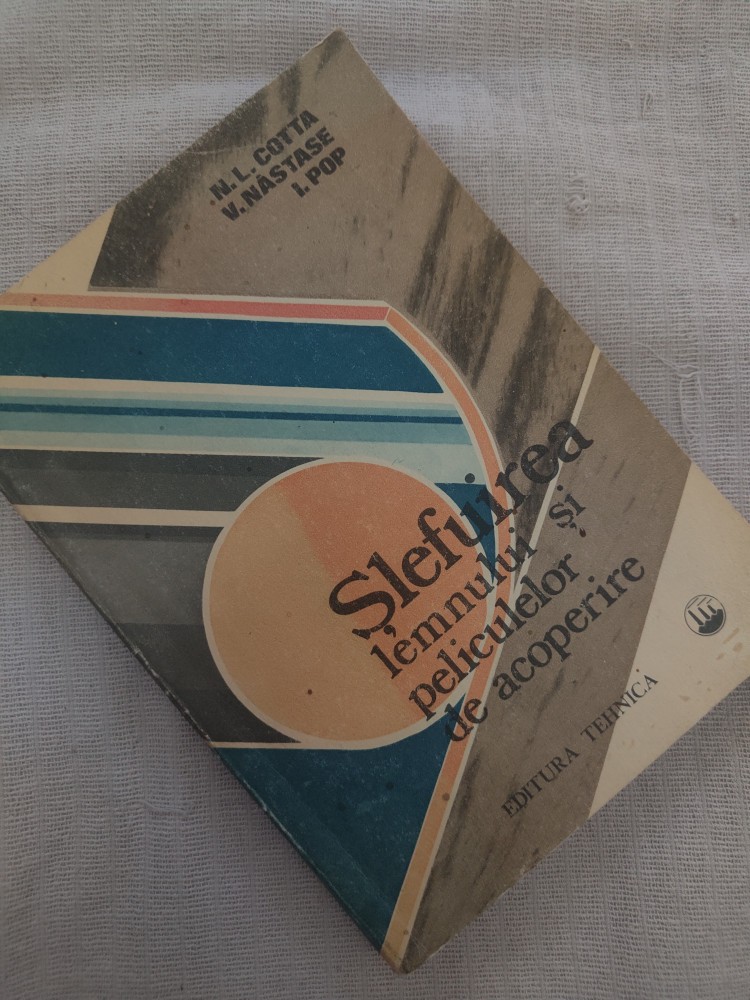 N. L. COTTA
V. NĂSTASE
I. POP
Șlefuirea
lemnului și
peliculelor
de acoperire
EDITURA TEHNICĂ